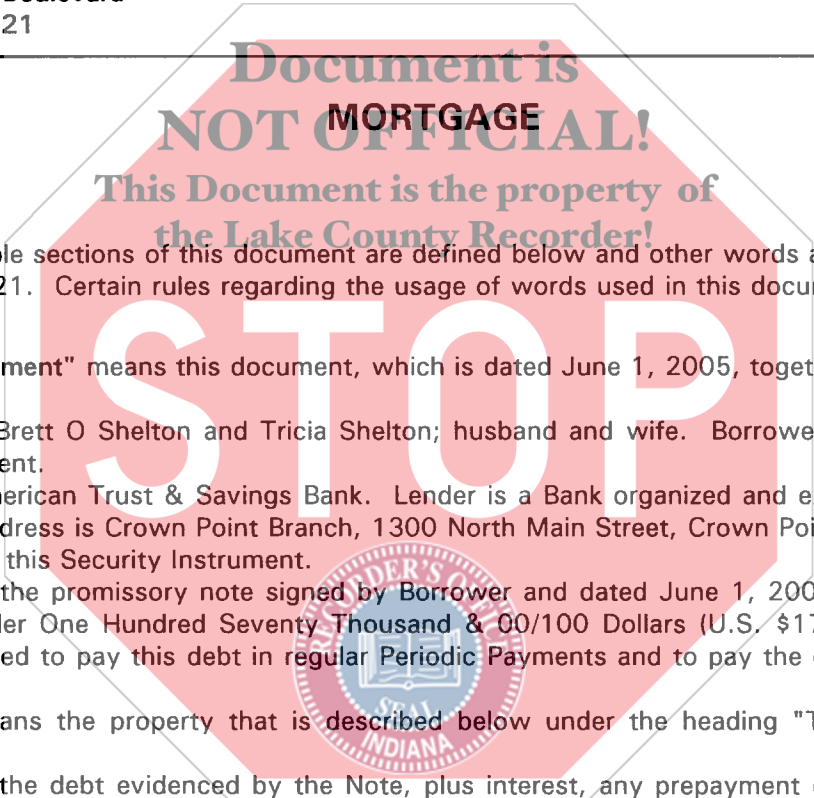 Boulevard
21
Document is
NOT OFFICIAL!
MORTGAGE
This Document is the property of
the Lake County Recorder!
le sections of this document are defined below and other words a
21. Certain rules regarding the usage of words used in this docu
STOP
ment" means this document, which is dated June 1, 2005, toget
Brett O Shelton and Tricia Shelton; husband and wife. Borrowe
ent.
erican Trust & Savings Bank. Lender is a Bank organized and e
dress is Crown Point Branch, 1300 North Main Street, Crown Poi
this Security Instrument.
the promissory note signed by Borrower and dated June 1, 200
er One Hundred Seventy Thousand & 00/100 Dollars (U.S. $17
ed to pay this debt in regular Periodic Payments and to pay the
RECORDER'S OFFICE
SEAL
INDIANA
ans the property that is described below under the heading "T
the debt evidenced by the Note, plus interest, any prepayment